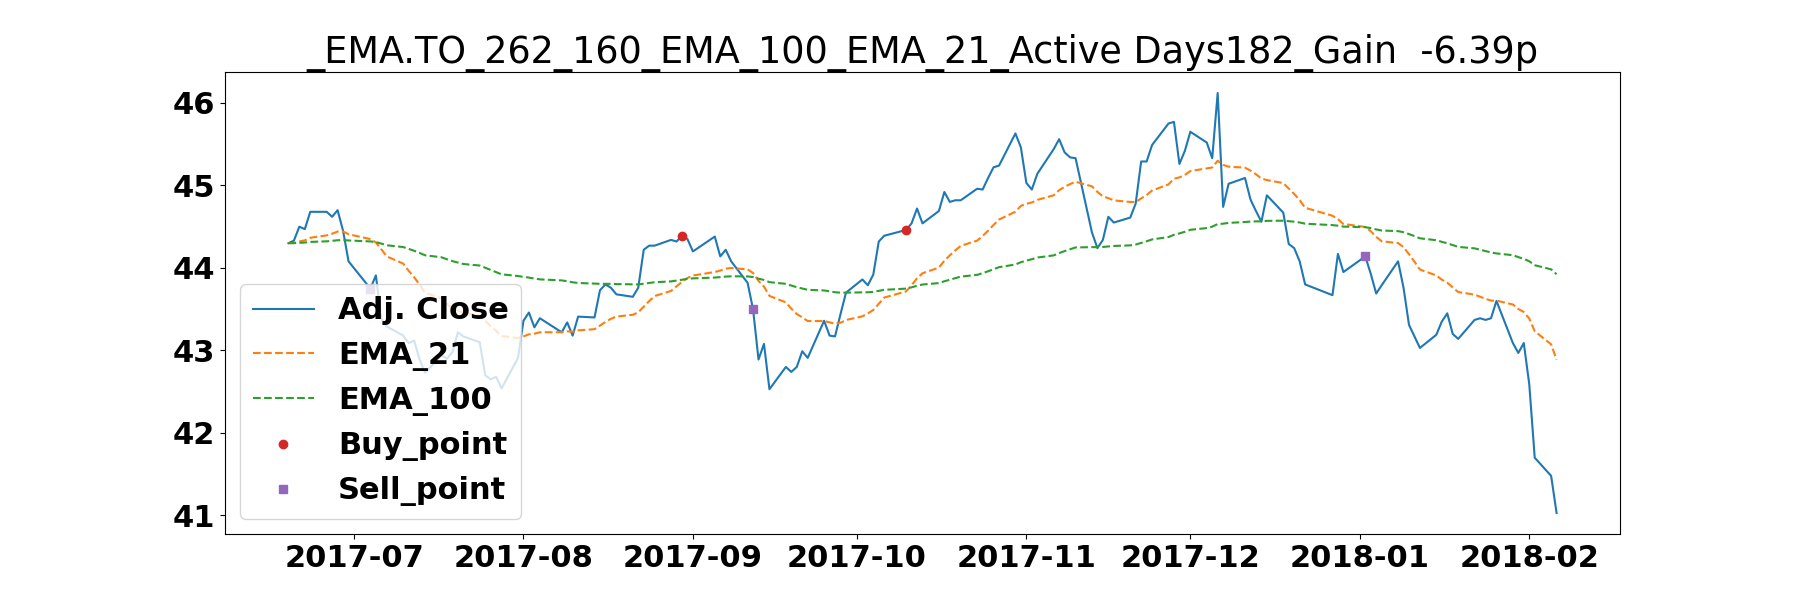 _EMA.TO_262_160_EMA_100_EMA_21_Active Days182_Gain  -6.39p
46
45
44
43
42
41
Adj. Close
EMA_21
EMA_100
Buy_point
Sell_point
2017-07 2017-08 2017-09 2017-10 2017-11 2017-12 2018-01 2018-02